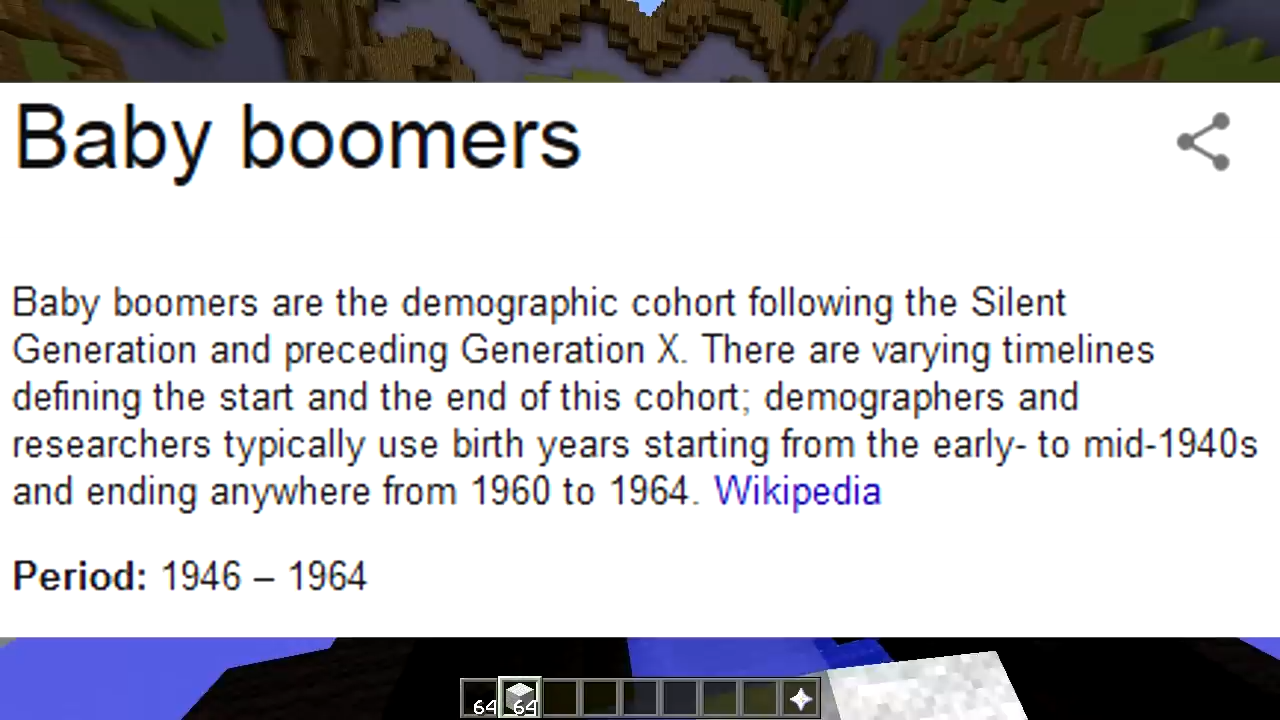 Baby boomers
Baby boomers are the demographic cohort following the Silent
Generation and preceding Generation X. There are varying timelines
defining the start and the end of this cohort; demographers and
researchers typically use birth years starting from the early- to mid-1940s
and ending anywhere from 1960 to 1964. Wikipedia
Period: 1946 – 1964
64 64